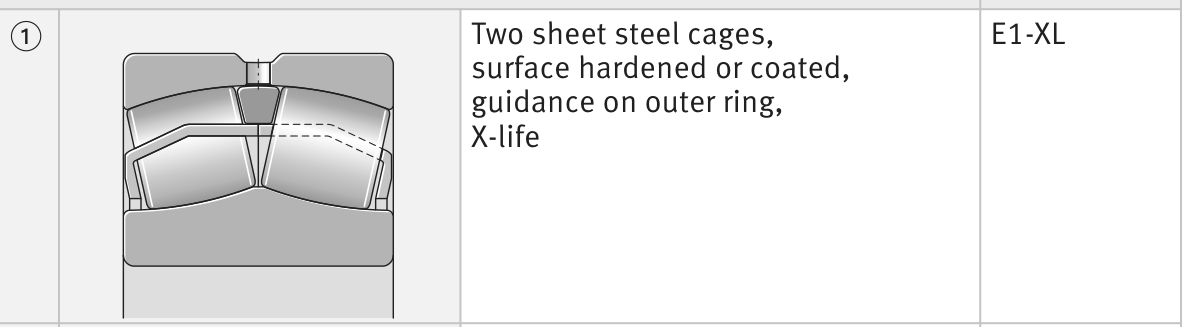 ①
Two sheet steel cages,
surface hardened or coated,
guidance on outer ring,
X-life
E1-XL